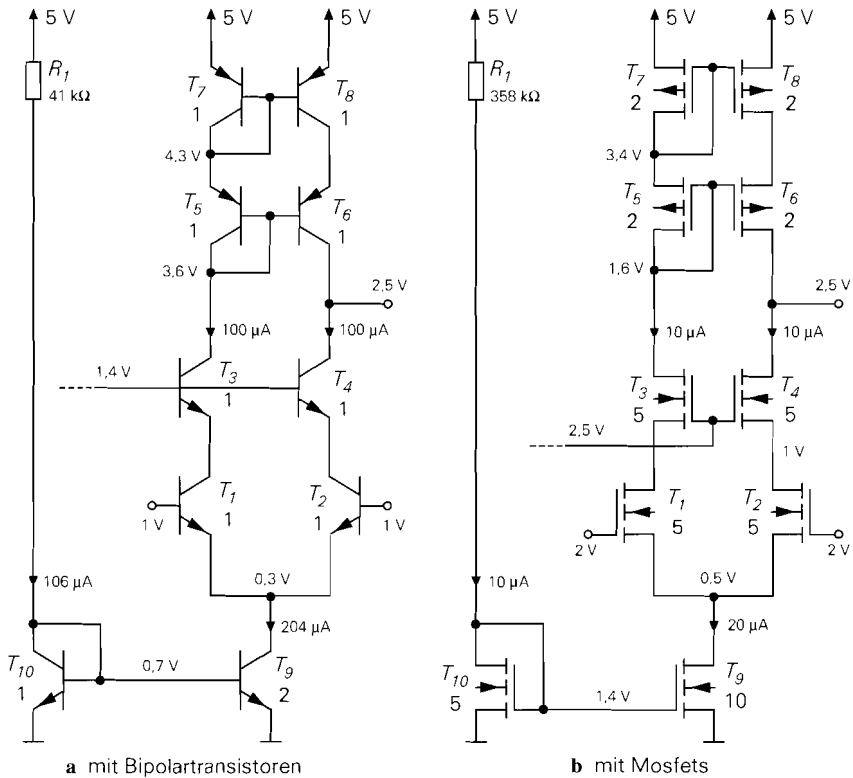 5 V
5 V
5 V
R1
41 kΩ
T7
1
T8
1
4,3 V
T5
1
T6
1
3,6 V
2,5 V
100 µA
100 µA
1,4 V
T3
1
T4
1
T1
1
T2
1
1 V
1 V
0,3 V
106 µA
204 µA
T10
1
0,7 V
T9
2
a mit Bipolartransistoren
5 V
5 V
5 V
R1
358 kΩ
T7
2
T8
2
3,4 V
T5
2
T6
2
1,6 V
2,5 V
10 µA
10 µA
T3
5
T4
5
2,5 V
1 V
T1
5
T2
5
2 V
2 V
0,5 V
10 µA
20 µA
T10
5
1,4 V
T9
10
b mit Mosfets